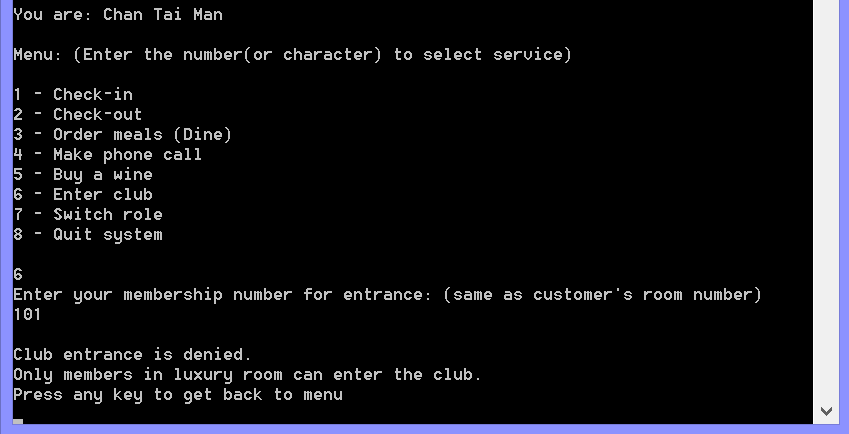 You are: Chan Tai Man
Menu: (Enter the number(or character) to select service)
1 - Check-in
2 - Check-out
3 - Order meals (Dine)
4 - Make phone call
5 - Buy a wine
6 - Enter club
7 - Switch role
8 - Quit system
6
Enter your membership number for entrance: (same as customer's room number)
101
Club entrance is denied.
Only members in luxury room can enter the club.
Press any key to get back to menu